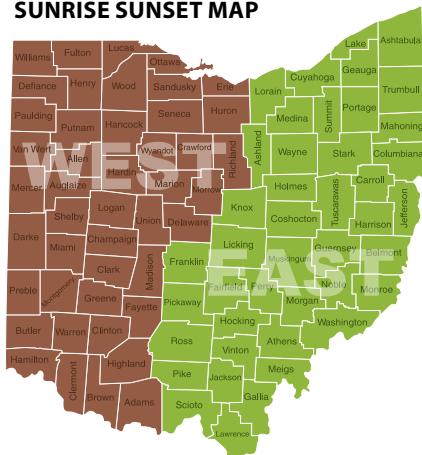 SUNRISE SUNSET MAP
Williams
Fulton
Lucas
Ottawa
Defiance
Henry
Wood
Sandusky
Erie
Paulding
Putnam
Hancock
Seneca
Huron
Van Wert
Allen
Wyandot
Crawford
Richland
WEST
Hardin
Mercer
Auglaize
Marion
Morrow
Shelby
Logan
Union
Delaware
Darke
Miami
Champaign
Clark
Madison
Preble
Montgomery
Greene
Fayette
Butler
Warren
Clinton
Hamilton
Clermont
Highland
Brown
Adams
Lake
Ashtabula
Geauga
Cuyahoga
Lorain
Trumbull
Medina
Summit
Portage
Mahoning
Ashland
Wayne
Stark
Columbiana
Holmes
Carroll
Tuscarawas
Jefferson
Knox
Coshocton
Harrison
Licking
Guernsey
Belmont
Muskingum
Franklin
EAST
Fairfield
Perry
Noble
Monroe
Pickaway
Morgan
Washington
Hocking
Ross
Athens
Vinton
Meigs
Pike
Jackson
Gallia
Scioto
Lawrence